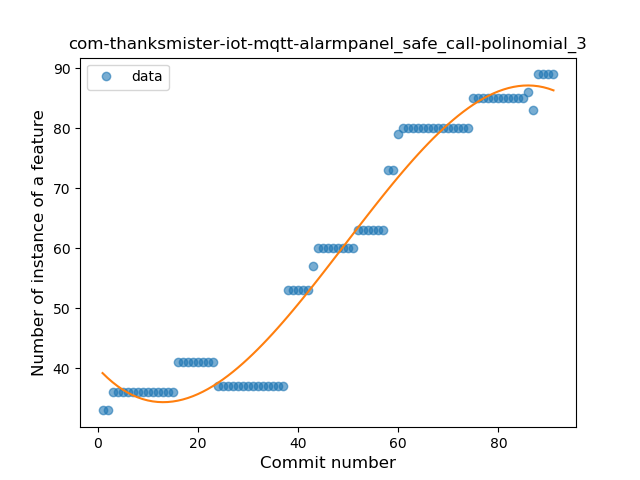 com-thanksmister-iot-mqtt-alarmpanel_safe_call-polinomial_3
data
90
80
70
60
50
40
Number of instance of a feature
0 20 40 60 80
Commit number